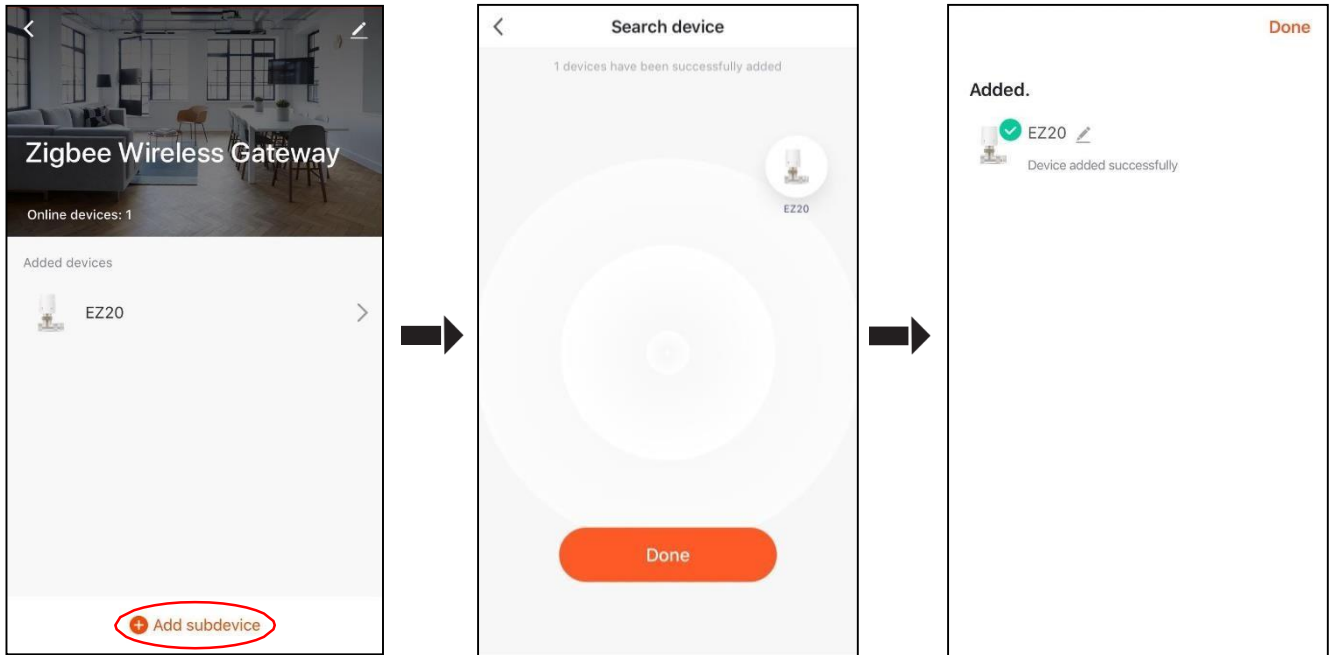 Zigbee Wireless Gateway
Online devices: 1
Added devices
EZ20
Add subdevice
Search device
1 devices have been successfully added
EZ20
Done
Done
Added.
EZ20
Device added successfully